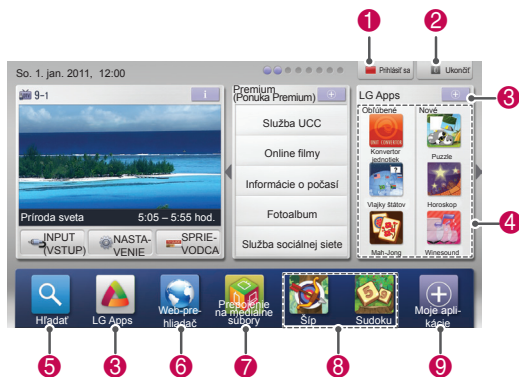 1
2
So. 1. jan. 2011, 12:00
Prihlásiť sa
Ukončiť
9-1
i
Premium
(Ponuka Premium)
LG Apps
3
Obľúbené
Nové
Služba UCC
Online filmy
Informácie o počasí
Fotoalbum
Služba sociálnej siete
UNIT CONVERTER
Konvertor
jednotiek
Puzzle
Vlajky štátov
Horoskop
Mah-Jong
Winesound
4
Príroda sveta
5:05 – 5:55 hod.
INPUT
(VSTUP)
NASTA-
VENIE
SPRIE-
VODCA
Hľadať
LG Apps
Web-pre-
hliadač
Prepojenie
na mediálne
súbory
Šíp
Sudoku
Moje apli-
kácie
5
3
6
7
8
9